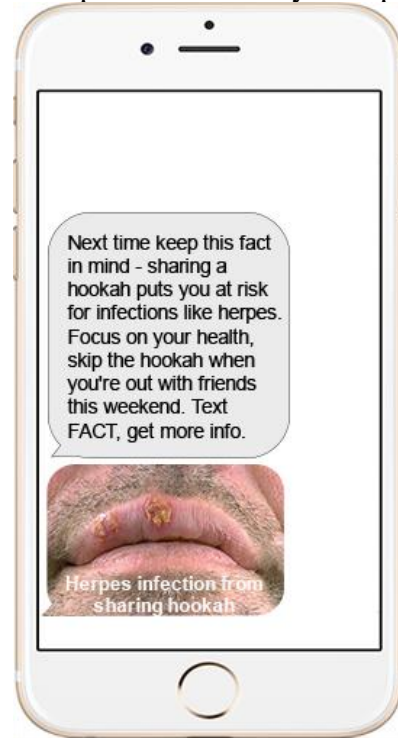 Next time keep this fact
in mind - sharing a
hookah puts you at risk
for infections like herpes.
Focus on your health,
skip the hookah when
you're out with friends
this weekend. Text
FACT, get more info.
Herpes infection from
sharing hookah